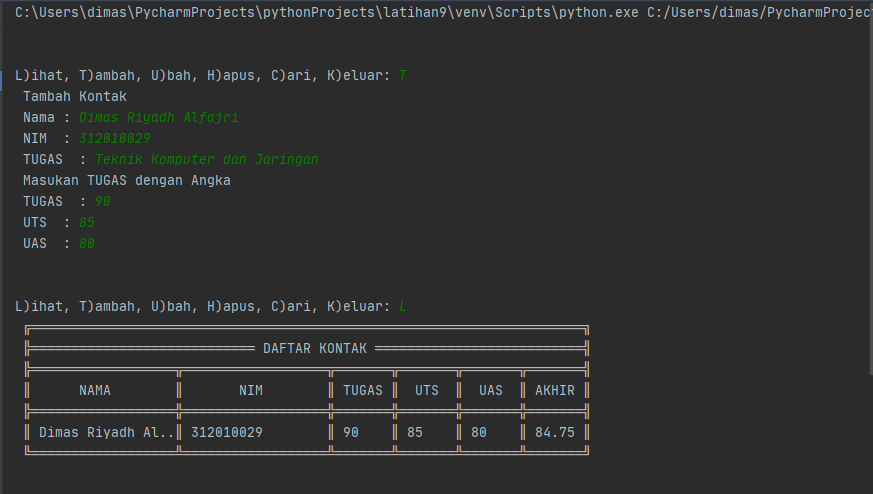 C:\Users\dimas\PycharmProjects\pythonProjects\latihan9\venv\Scripts\python.exe C:/Users/dimas/PycharmProject
L)ihat, T)ambah, U)bah, H)apus, C)ari, K)eluar: T
Tambah Kontak
Nama : Dimas Riyadh Alfajri
NIM  : 312010029
TUGAS  : Teknik Komputer dan Jaringan
Masukan TUGAS dengan Angka
TUGAS  : 90
UTS  : 85
UAS  : 80
L)ihat, T)ambah, U)bah, H)apus, C)ari, K)eluar: L
DAFTAR KONTAK
NAMA NIM TUGAS UTS UAS AKHIR
Dimas Riyadh Al.. 312010029 90 85 80 84.75